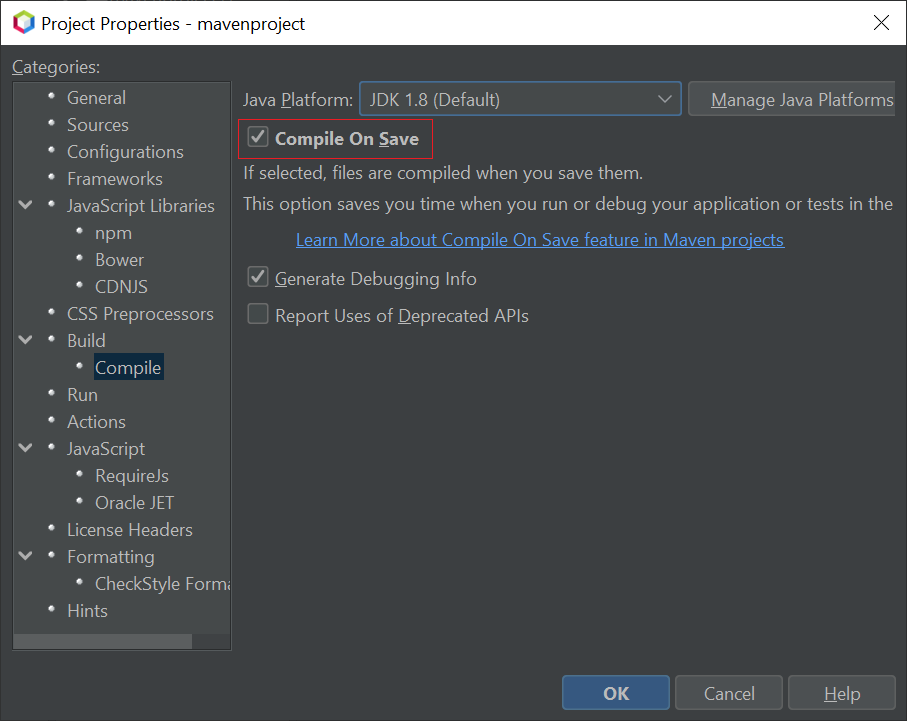 Project Properties - mavenproject
Categories:
General
Sources
Configurations
Frameworks
JavaScript Libraries
npm
Bower
CDNJS
CSS Preprocessors
Build
Compile
Run
Actions
JavaScript
RequireJs
Oracle JET
License Headers
Formatting
CheckStyle Forma
Hints
Java Platform: JDK 1.8 (Default) Manage Java Platforms
Compile On Save
If selected, files are compiled when you save them.
This option saves you time when you run or debug your application or tests in the
Learn More about Compile On Save feature in Maven projects
Generate Debugging Info
Report Uses of Deprecated APIs
OK Cancel Help